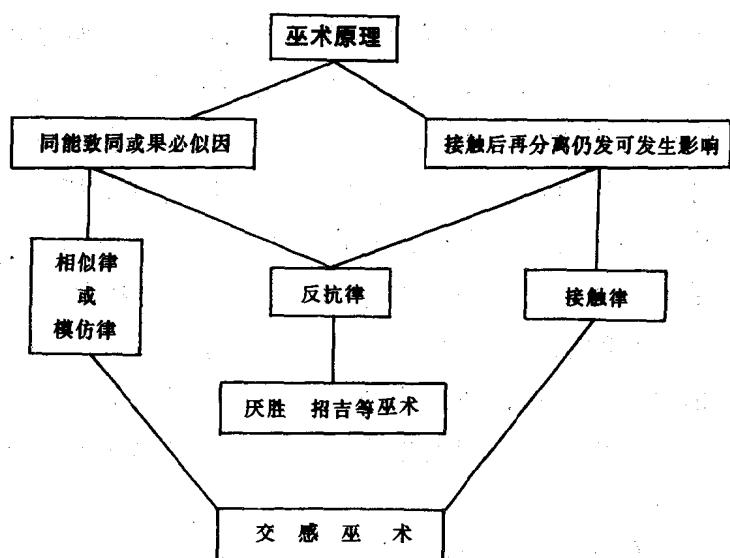 巫术原理
同能致同或果必似因
接触后再分离仍发可发生影响
相似律
或
模仿律
反抗律
接触律
厌胜 招吉等巫术
交感巫术